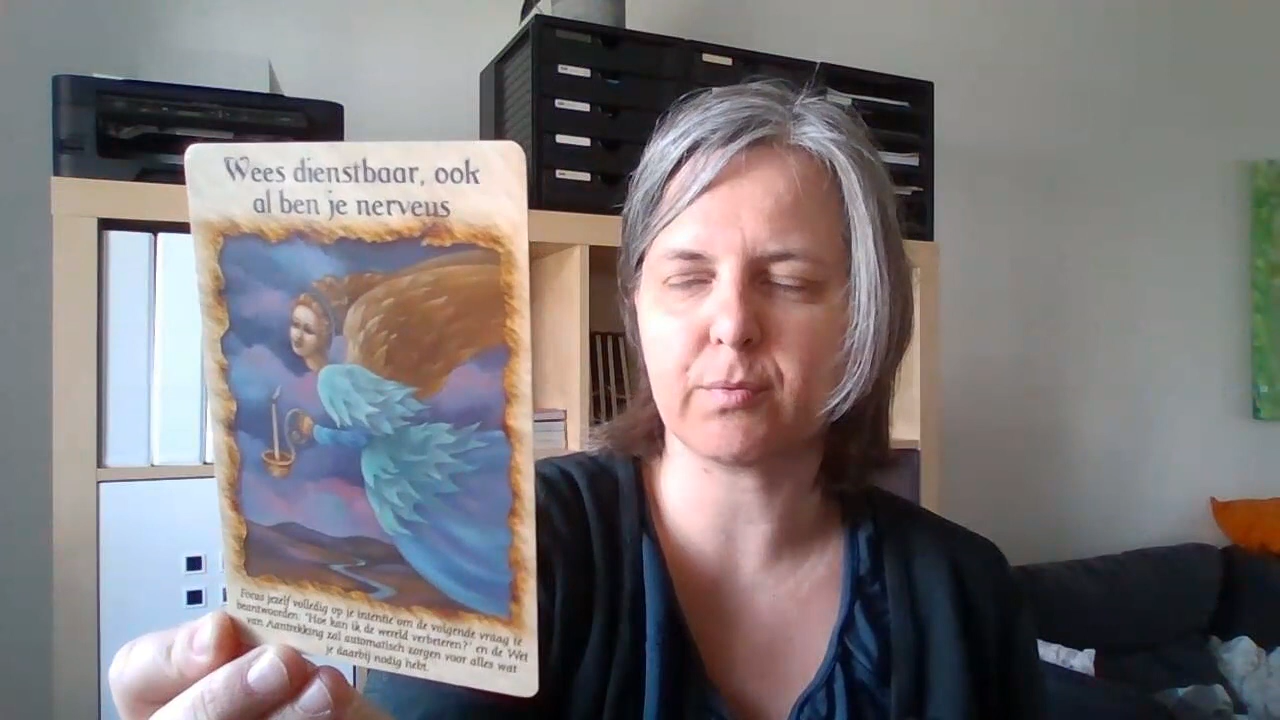 Wees dienstbaar, ook
al ben je nerveus
Focus jezelf volledig op je intentie om de volgende vraag te
beantwoorden: "Hoe kan ik de wereld verbeteren?' en de Wet
van Aantrekking zal automatisch zorgen voor alles wat
je daarbij nodig hebt.